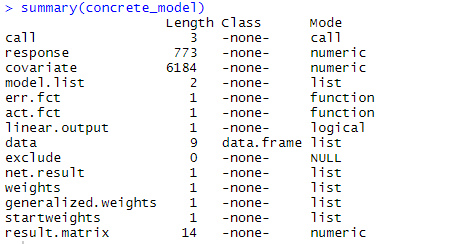 > summary(concrete_model)
Length Class Mode
call 3 -none- call
response 773 -none- numeric
covariate 6184 -none- numeric
model.list 2 -none- list
err.fct 1 -none- function
act.fct 1 -none- function
linear.output 1 -none- logical
data 9 data.frame list
exclude 0 -none- NULL
net.result 1 -none- list
weights 1 -none- list
generalized.weights 1 -none- list
startweights 1 -none- list
result.matrix 14 -none- numeric